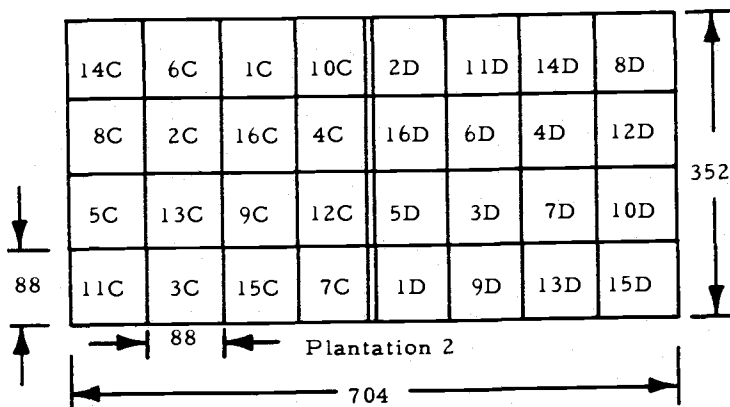 14C 6C 1C 10C 2D 11D 14D 8D
8C 2C 16C 4C 16D 6D 4D 12D
352
5C 13C 9C 12C 5D 3D 7D 10D
88 11C 3C 15C 7C 1D 9D 13D 15D
88 Plantation 2
704